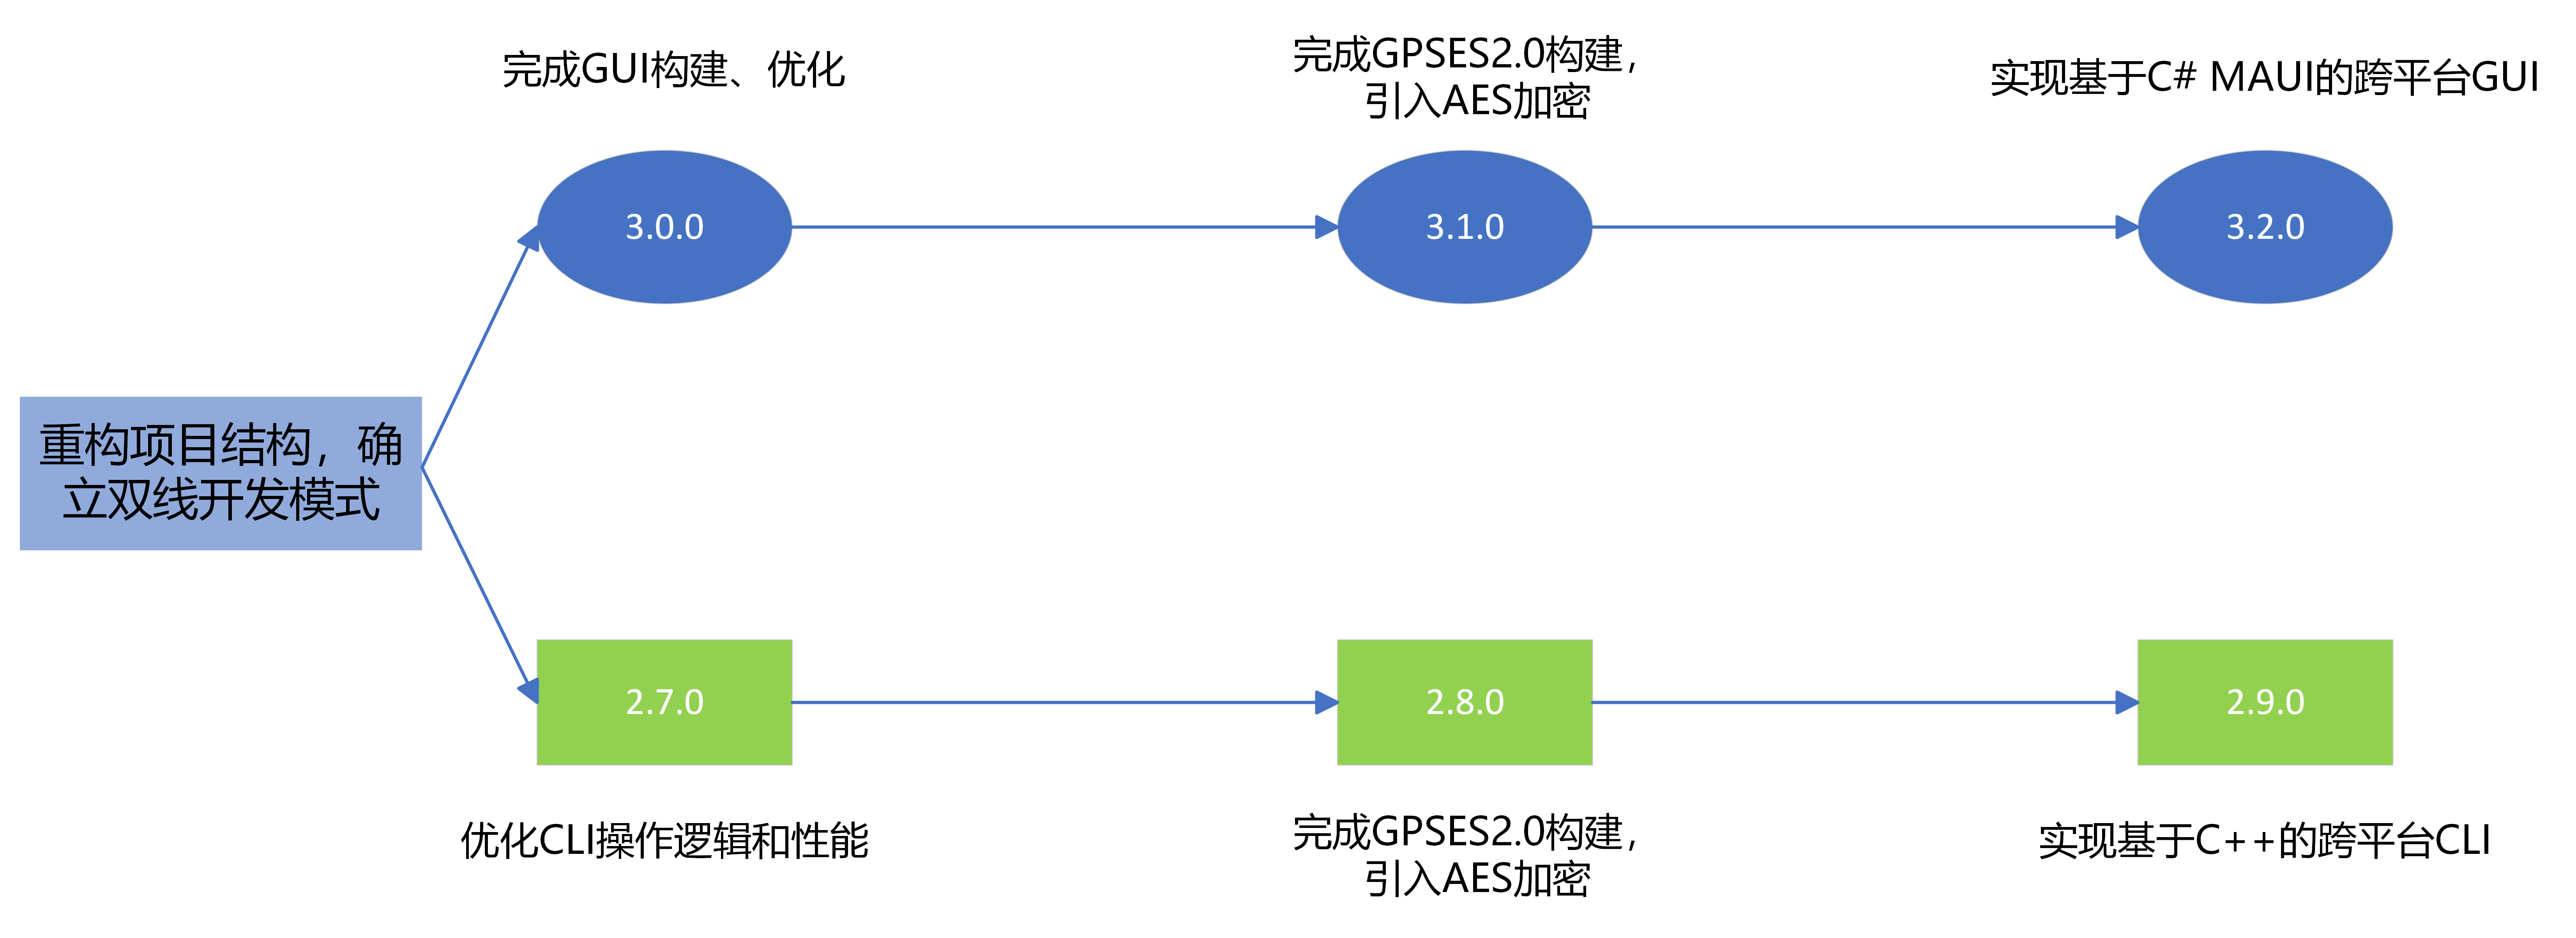 完成GUI构建、优化
完成GPSES2.0构建，
引入AES加密
实现基于C# MAUI的跨平台GUI
3.0.0
3.1.0
3.2.0
重构项目结构，确
立双线开发模式
2.7.0
2.8.0
2.9.0
优化CLI操作逻辑和性能
完成GPSES2.0构建，
引入AES加密
实现基于C++的跨平台CLI